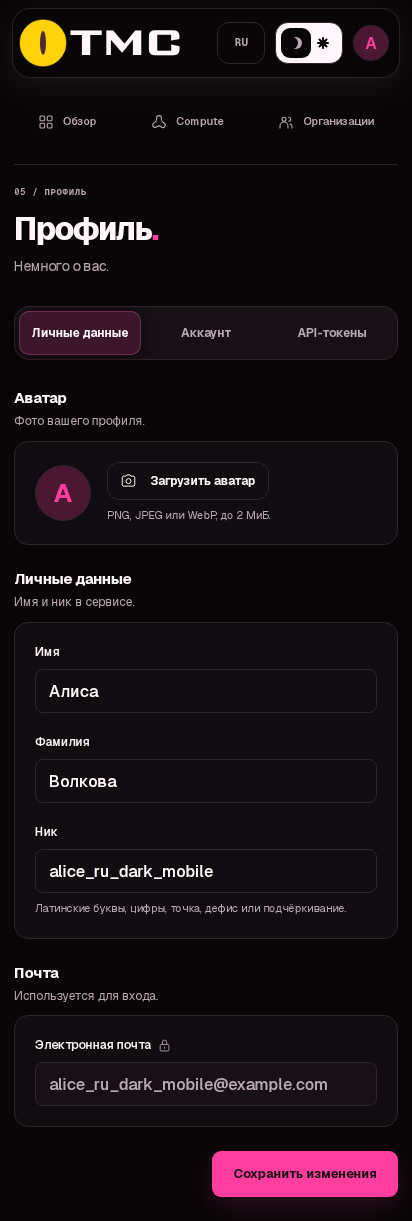 TMC
RU
A
Обзор
Compute
Организации
05 / ПРОФИЛЬ
Профиль.
Немного о вас.
Личные данные
Аккаунт
API-токены
Аватар
Фото вашего профиля.
A
Загрузить аватар
PNG, JPEG или WebP, до 2 МиБ.
Личные данные
Имя и ник в сервисе.
Имя
Алиса
Фамилия
Волкова
Ник
alice_ru_dark_mobile
Латинские буквы, цифры, точка, дефис или подчёркивание.
Почта
Используется для входа.
Электронная почта
alice_ru_dark_mobile@example.com
Сохранить изменения